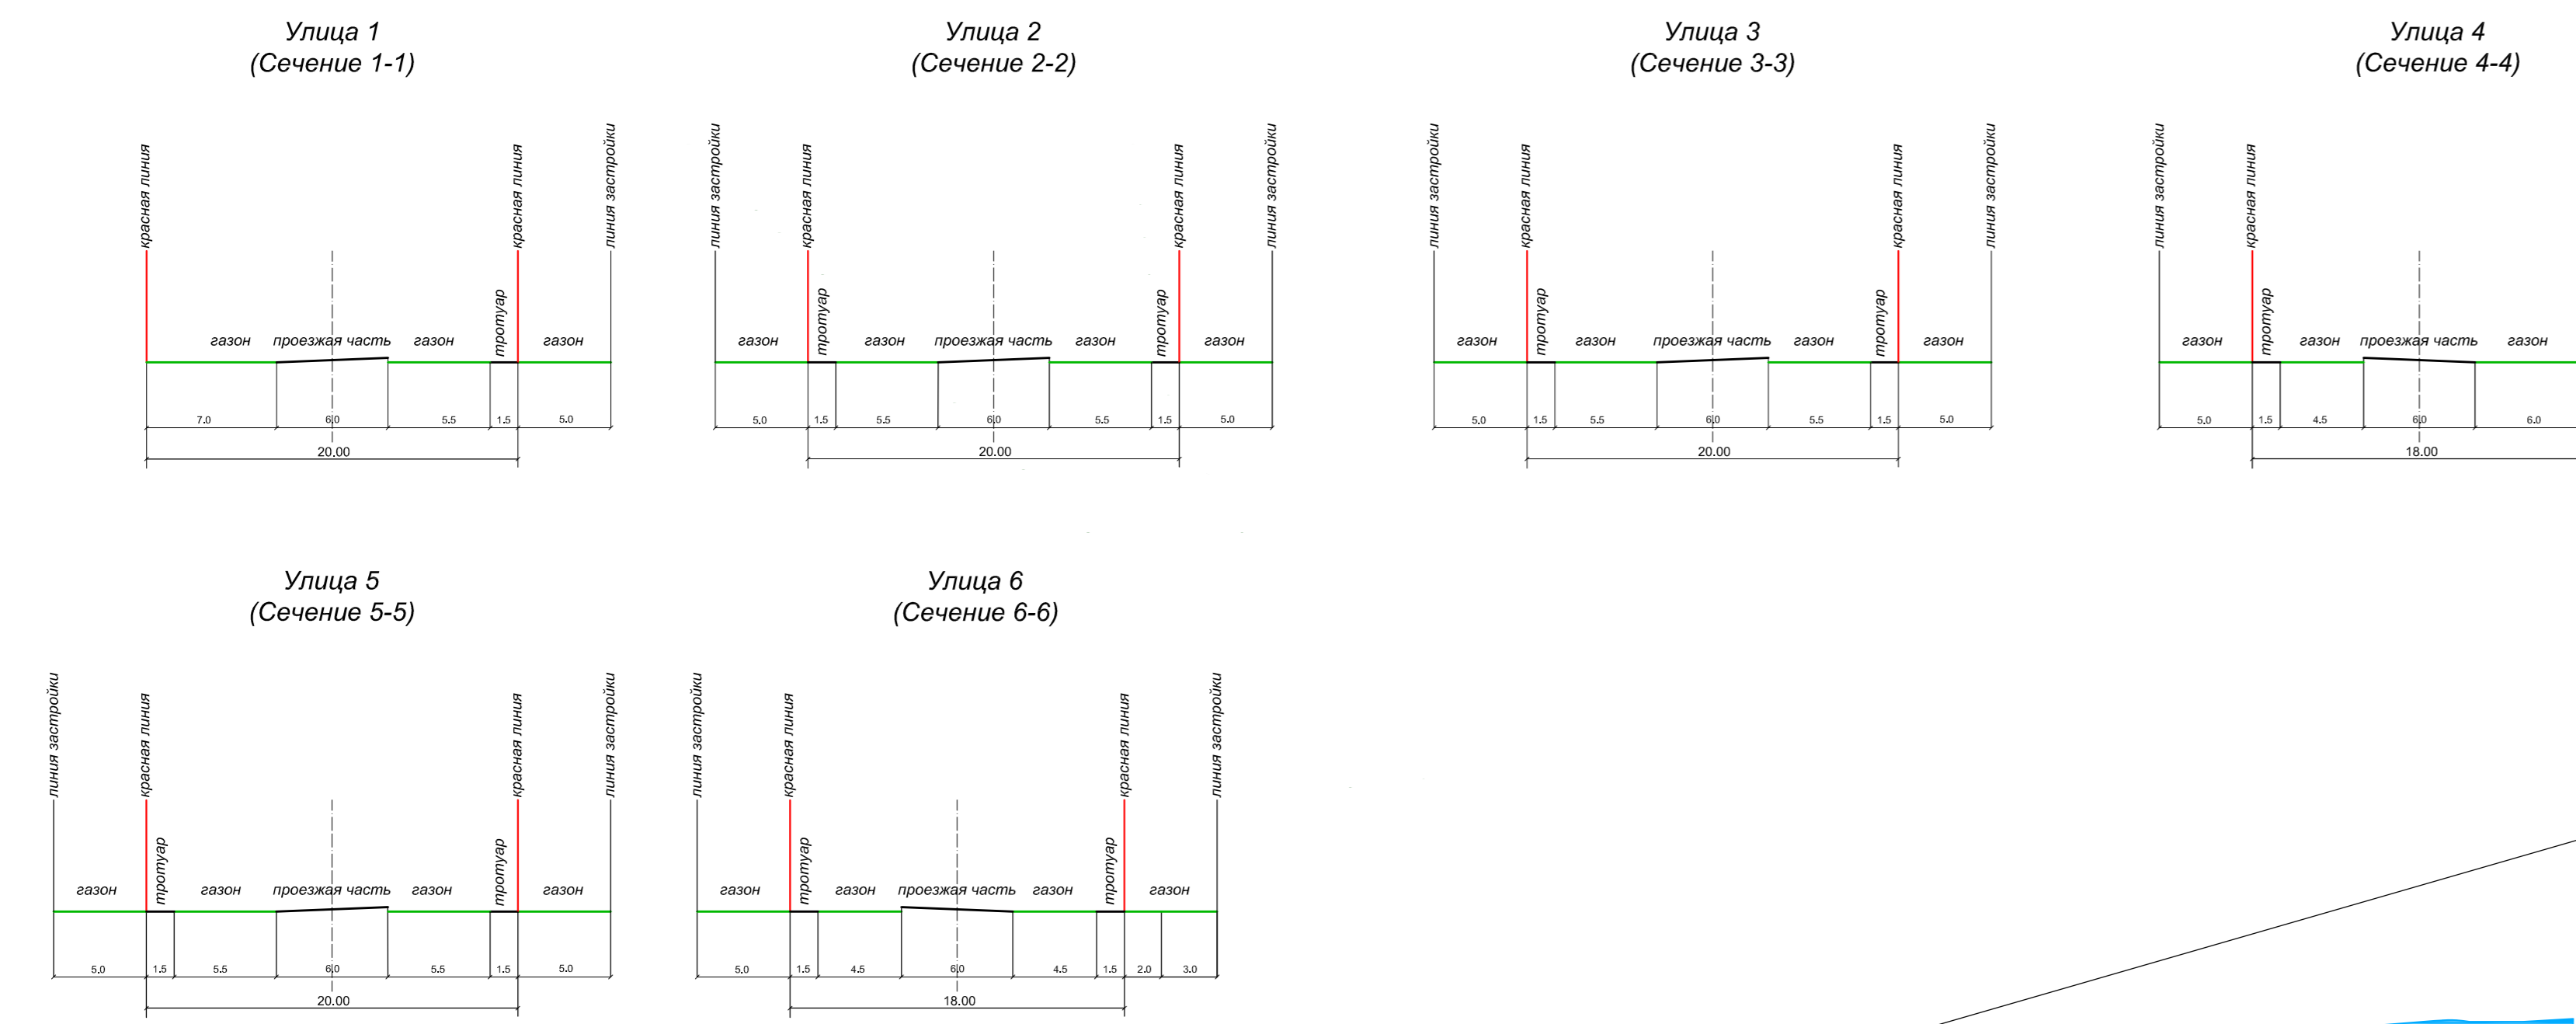 Улица 1
(Сечение 1-1)
красная линия
красная линия
линия застройки
тротуар
газон проезжая часть газон газон
7.0 6.0 5.5 1.5 5.0
20.00
Улица 2
(Сечение 2-2)
линия застройки
красная линия
красная линия
линия застройки
тротуар
тротуар
газон газон проезжая часть газон газон
5.0 1.5 5.5 6.0 5.5 1.5 5.0
20.00
Улица 3
(Сечение 3-3)
линия застройки
красная линия
красная линия
линия застройки
тротуар
тротуар
газон газон проезжая часть газон газон
5.0 1.5 5.5 6.0 5.5 1.5 5.0
20.00
Улица 4
(Сечение 4-4)
линия застройки
красная линия
тротуар
газон газон проезжая часть газон
5.0 1.5 4.5 6.0 6.0
18.00
Улица 5
(Сечение 5-5)
линия застройки
красная линия
красная линия
линия застройки
тротуар
тротуар
газон газон проезжая часть газон газон
5.0 1.5 5.5 6.0 5.5 1.5 5.0
20.00
Улица 6
(Сечение 6-6)
линия застройки
красная линия
красная линия
линия застройки
тротуар
тротуар
газон газон проезжая часть газон газон
5.0 1.5 4.5 6.0 4.5 1.5 2.0 3.0
18.00